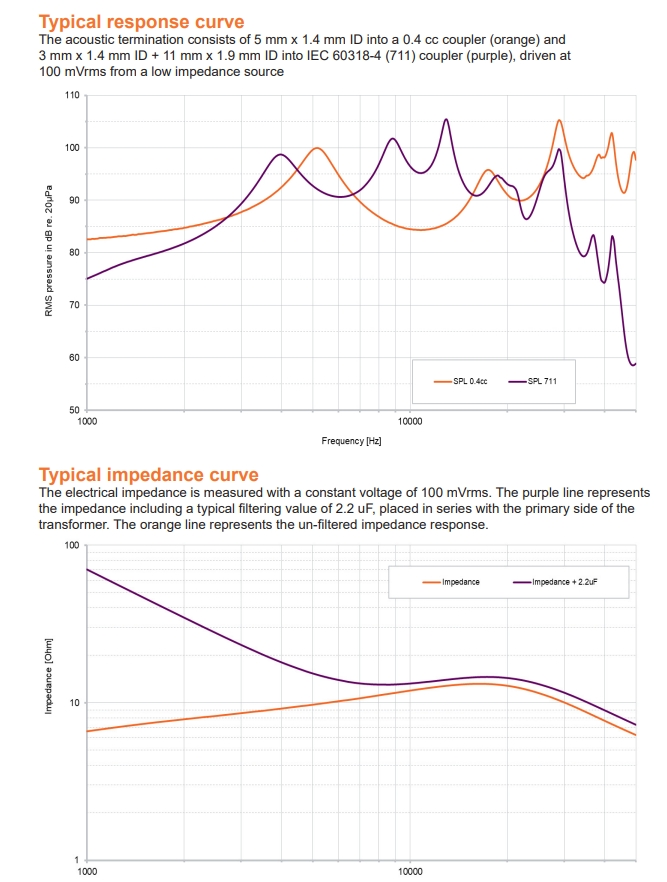 Typical response curve
The acoustic termination consists of 5 mm x 1.4 mm ID into a 0.4 cc coupler (orange) and
3 mm x 1.4 mm ID + 11 mm x 1.9 mm ID into IEC 60318-4 (711) coupler (purple), driven at
100 mVrms from a low impedance source
110
100
90
80
70
60
50
RMS pressure in dB re. 20µPa
SPL 0.4cc
SPL 711
1000
10000
Frequency [Hz]
Typical impedance curve
The electrical impedance is measured with a constant voltage of 100 mVrms. The purple line represents
the impedance including a typical filtering value of 2.2 uF, placed in series with the primary side of the
transformer. The orange line represents the un-filtered impedance response.
100
10
1
Impedance [Ohm]
Impedance
Impedance + 2.2uF
1000
10000